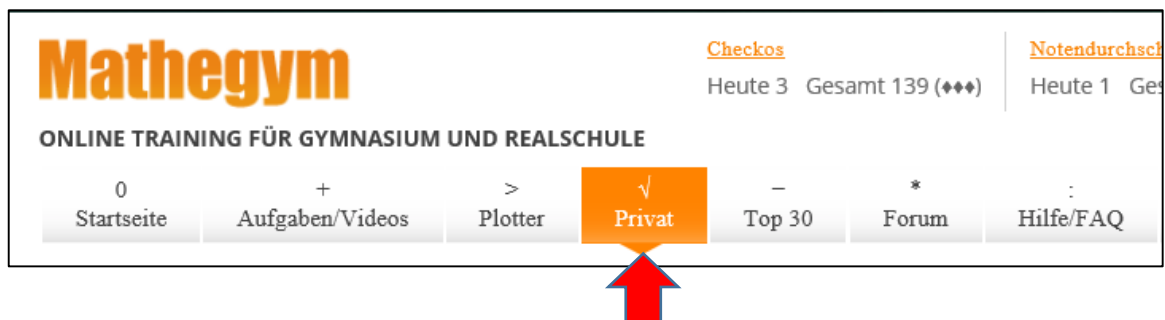 Mathegym
Checkos
Notendurchsch
Heute 3 Gesamt 139 (♦♦♦)
Heute 1 Ges
ONLINE TRAINING FÜR GYMNASIUM UND REALSCHULE
0 + > √ – * :
Startseite Aufgaben/Videos Plotter Privat Top 30 Forum Hilfe/FAQ